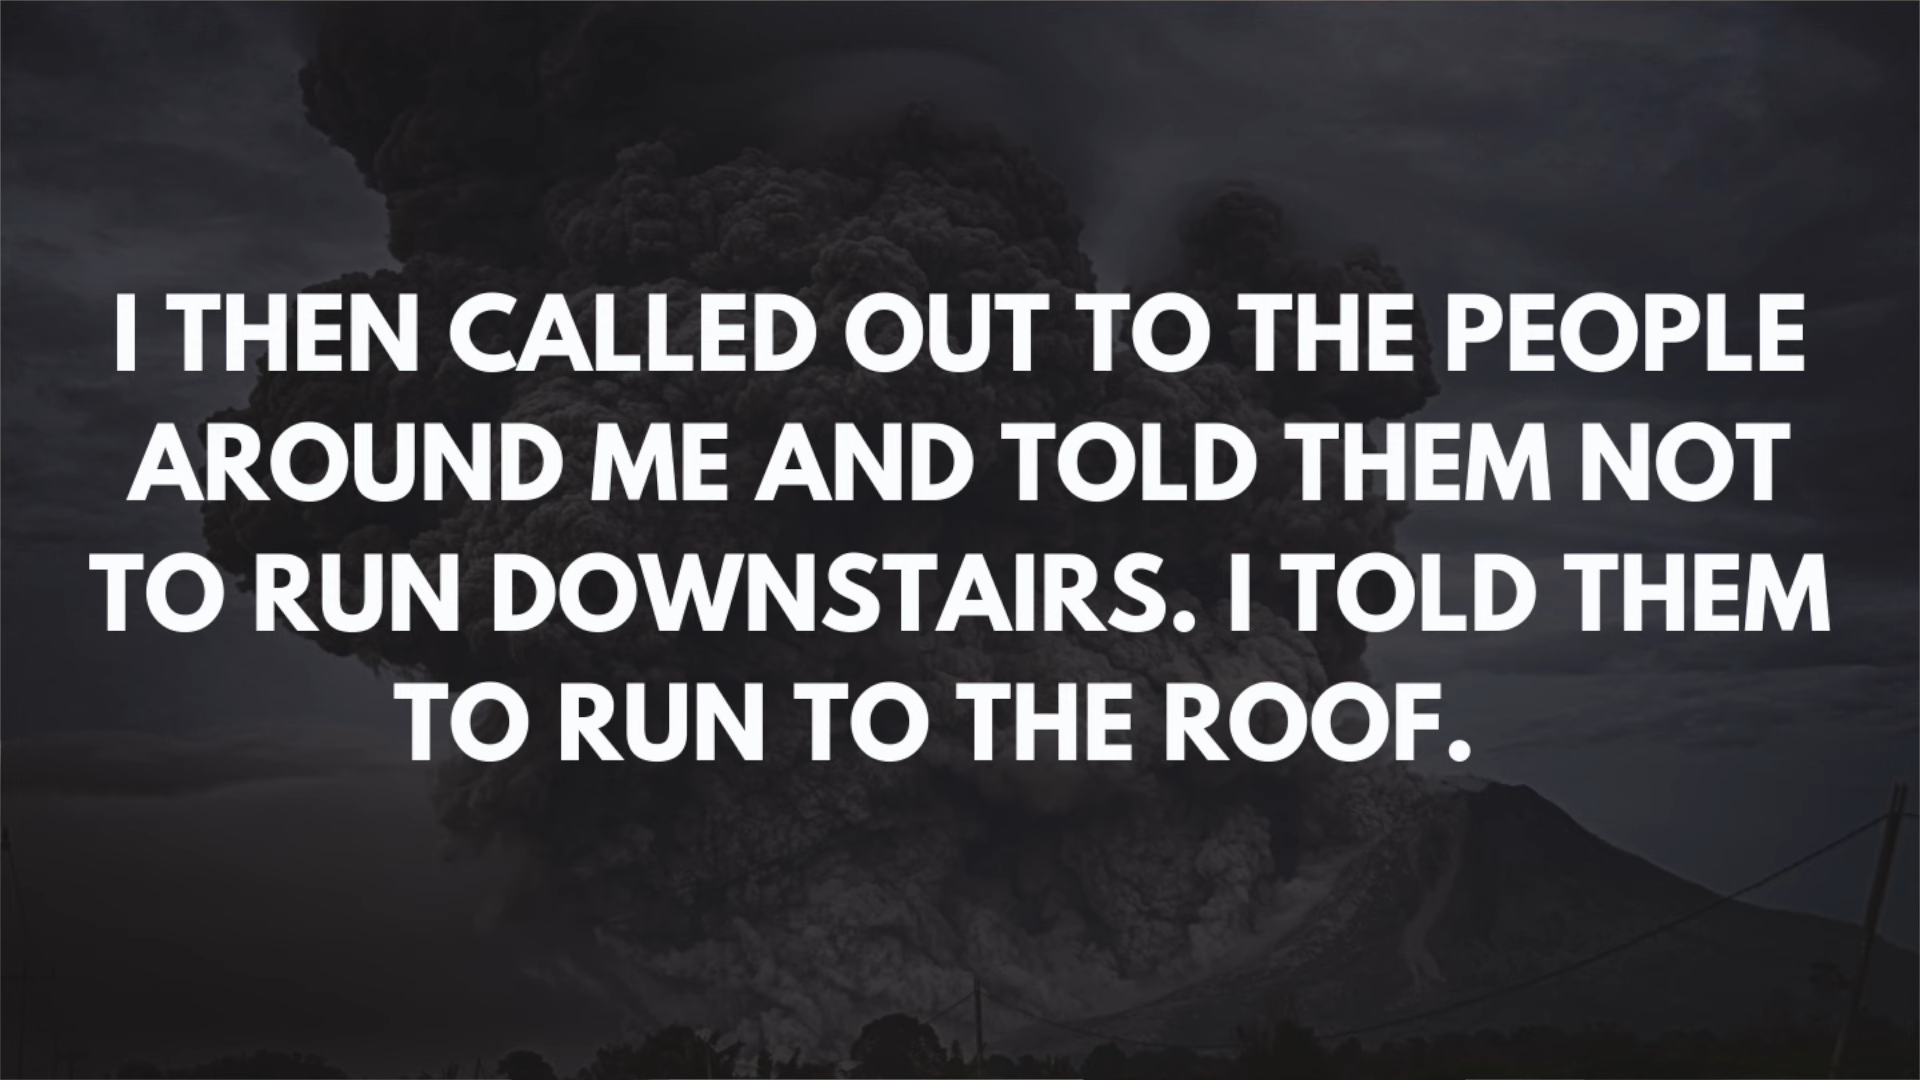 I THEN CALLED OUT TO THE PEOPLE
AROUND ME AND TOLD THEM NOT
TO RUN DOWNSTAIRS. I TOLD THEM
TO RUN TO THE ROOF.